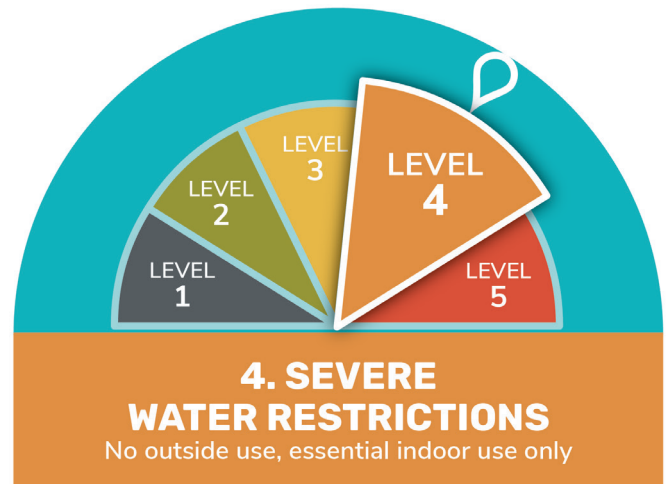 LEVEL
1
LEVEL
2
LEVEL
3
LEVEL
4
LEVEL
5
4. SEVERE
WATER RESTRICTIONS
No outside use, essential indoor use only